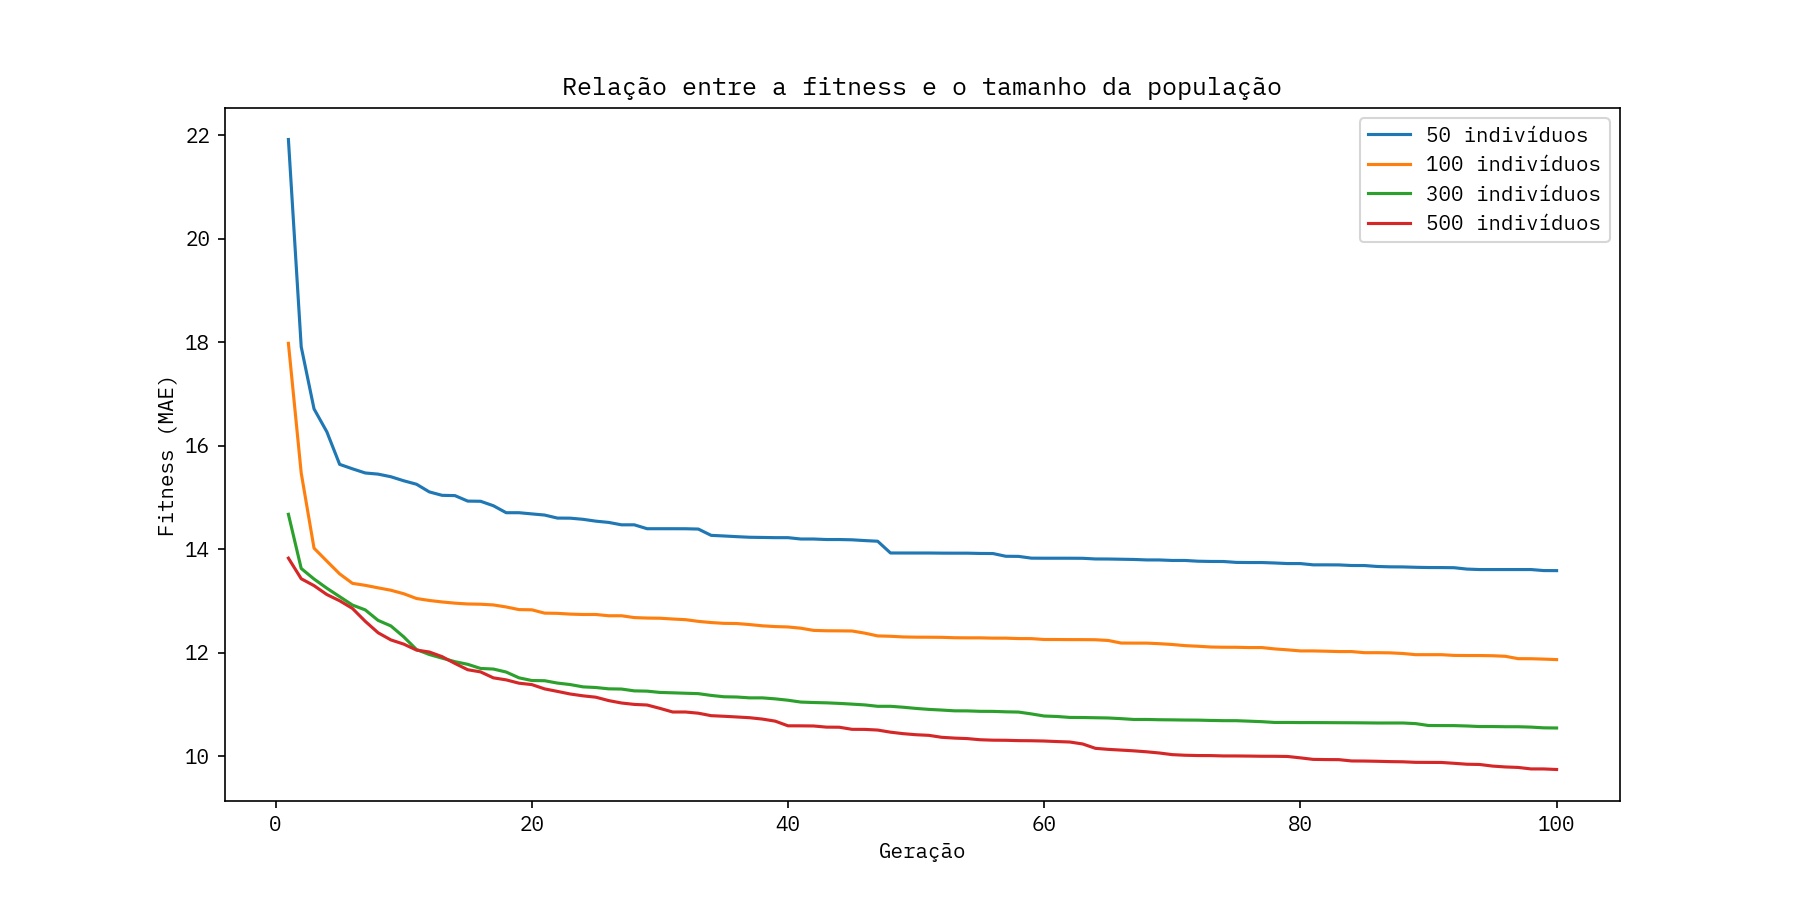 Relação entre a fitness e o tamanho da população
50 indivíduos
100 indivíduos
300 indivíduos
500 indivíduos
Fitness (MAE)
22
20
18
16
14
12
10
0 20 40 60 80 100
Geração